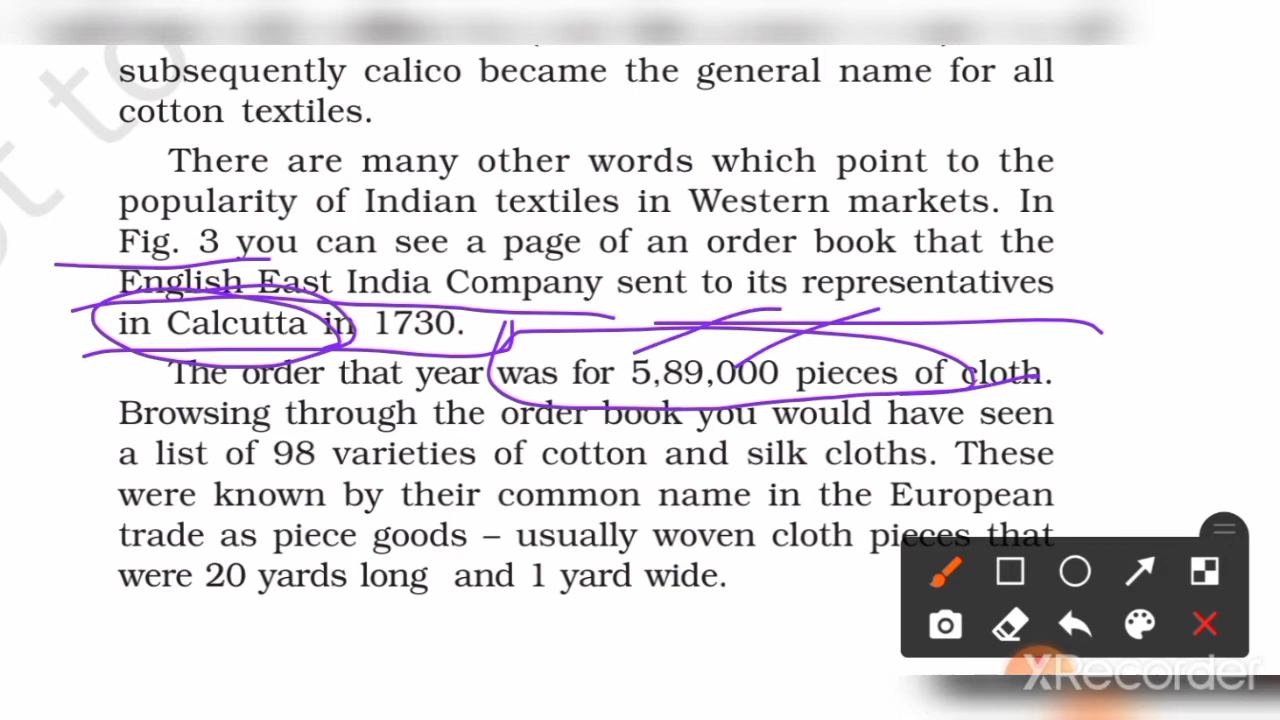 subsequently calico became the general name for all
cotton textiles.
There are many other words which point to the
popularity of Indian textiles in Western markets. In
Fig. 3 you can see a page of an order book that the
English East India Company sent to its representatives
in Calcutta in 1730.
The order that year was for 5,89,000 pieces of cloth.
Browsing through the order book you would have seen
a list of 98 varieties of cotton and silk cloths. These
were known by their common name in the European
trade as piece goods – usually woven cloth pieces that
were 20 yards long and 1 yard wide.
XRecorder